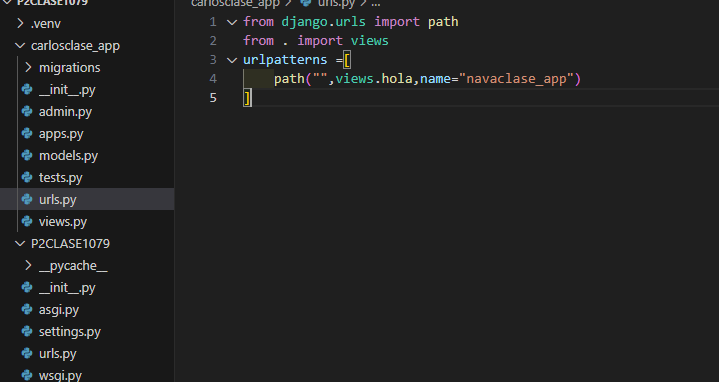 P2CLASE1079
.venv
carlosclase_app
migrations
__init__.py
admin.py
apps.py
models.py
tests.py
urls.py
views.py
P2CLASE1079
__pycache__
__init__.py
asgi.py
settings.py
urls.py
wsgi.py
carlosclase_app > urls.py > ...
1 from django.urls import path
2 from . import views
3 urlpatterns =[
4     path("",views.hola,name="navaclase_app")
5 ]